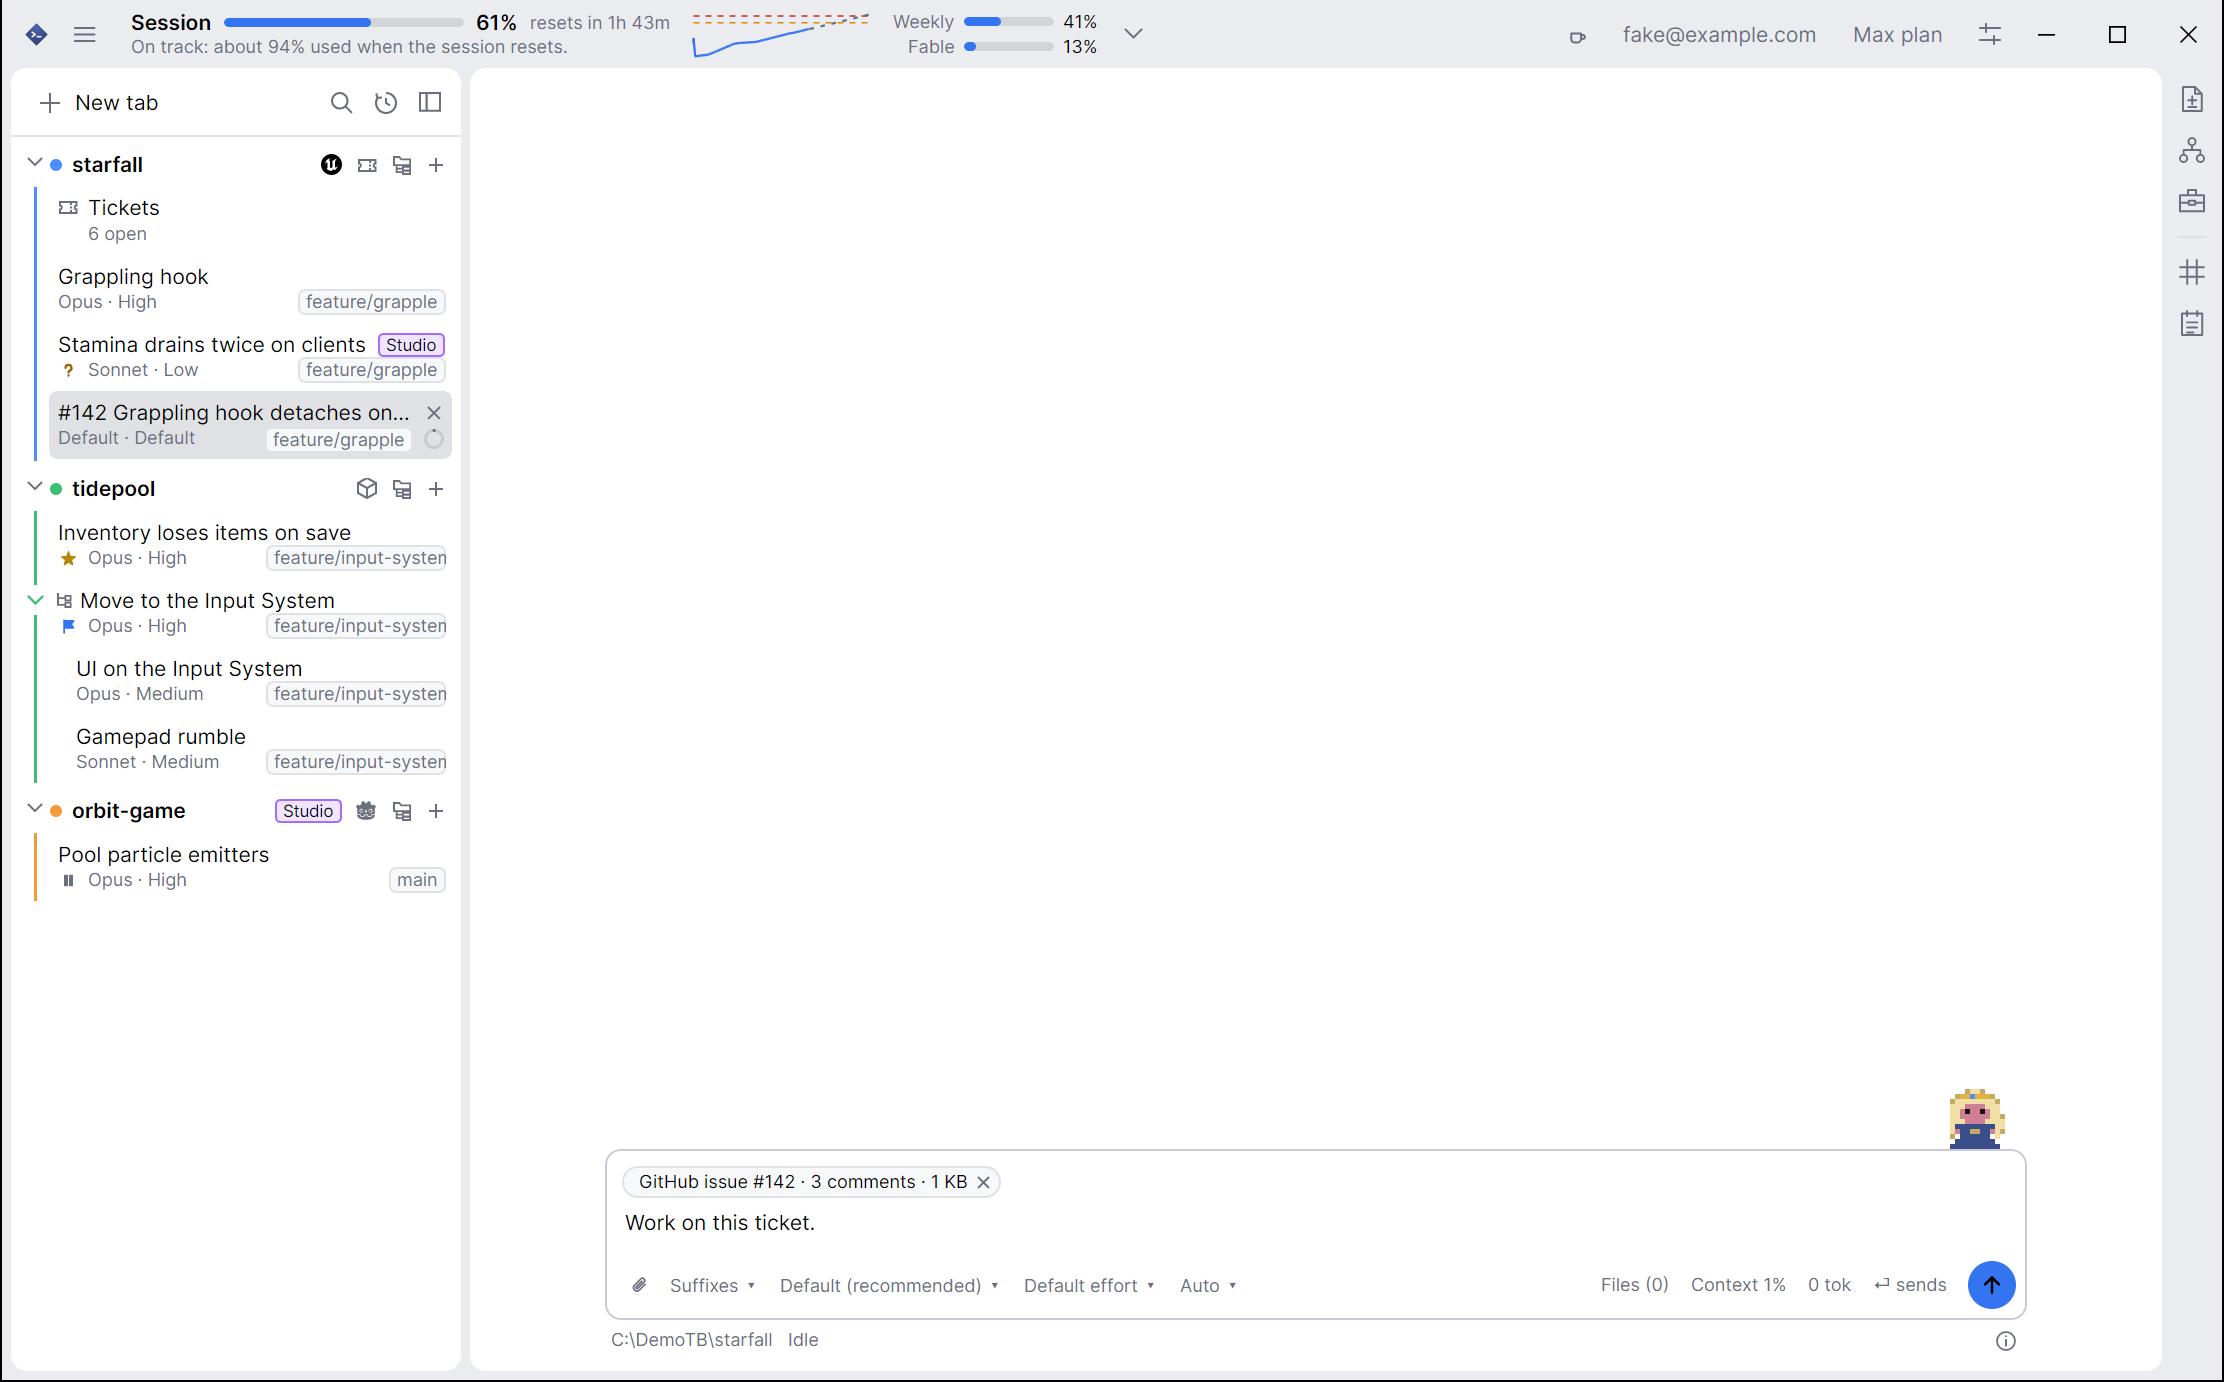 Session 61% resets in 1h 43m
On track: about 94% used when the session resets.
Weekly 41%
Fable 13%
fake@example.com Max plan
New tab
starfall
Tickets
6 open
Grappling hook
Opus · High feature/grapple
Stamina drains twice on clients Studio
? Sonnet · Low feature/grapple
#142 Grappling hook detaches on...
Default · Default feature/grapple
tidepool
Inventory loses items on save
Opus · High feature/input-system
Move to the Input System
Opus · High feature/input-system
UI on the Input System
Opus · Medium feature/input-system
Gamepad rumble
Sonnet · Medium feature/input-system
orbit-game Studio
Pool particle emitters
Opus · High main
GitHub issue #142 · 3 comments · 1 KB
Work on this ticket.
Suffixes Default (recommended) Default effort Auto Files (0) Context 1% 0 tok ⏎ sends
C:\DemoTB\starfall Idle